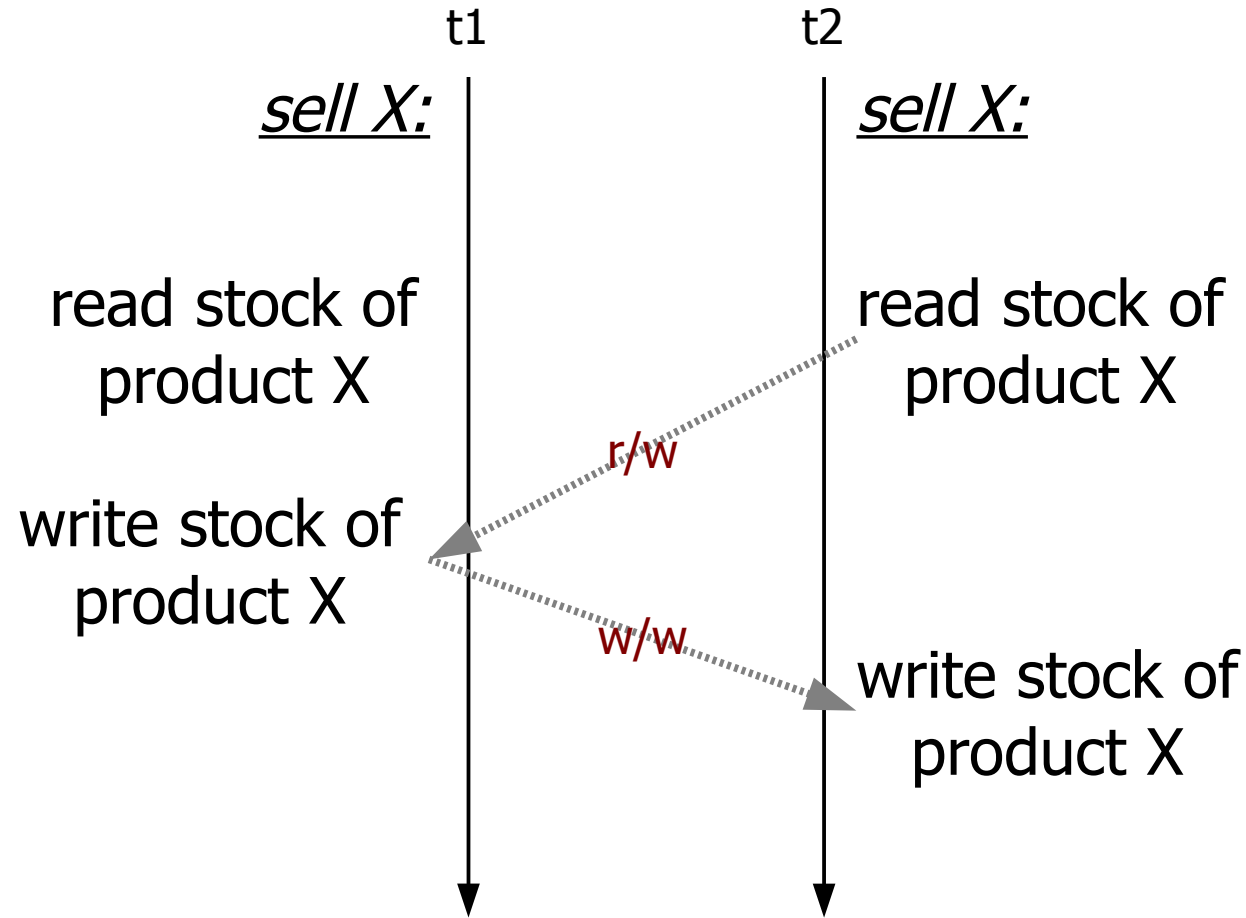 t1
t2
sell X:
sell X:
read stock of
product X
read stock of
product X
r/w
write stock of
product X
w/w
write stock of
product X